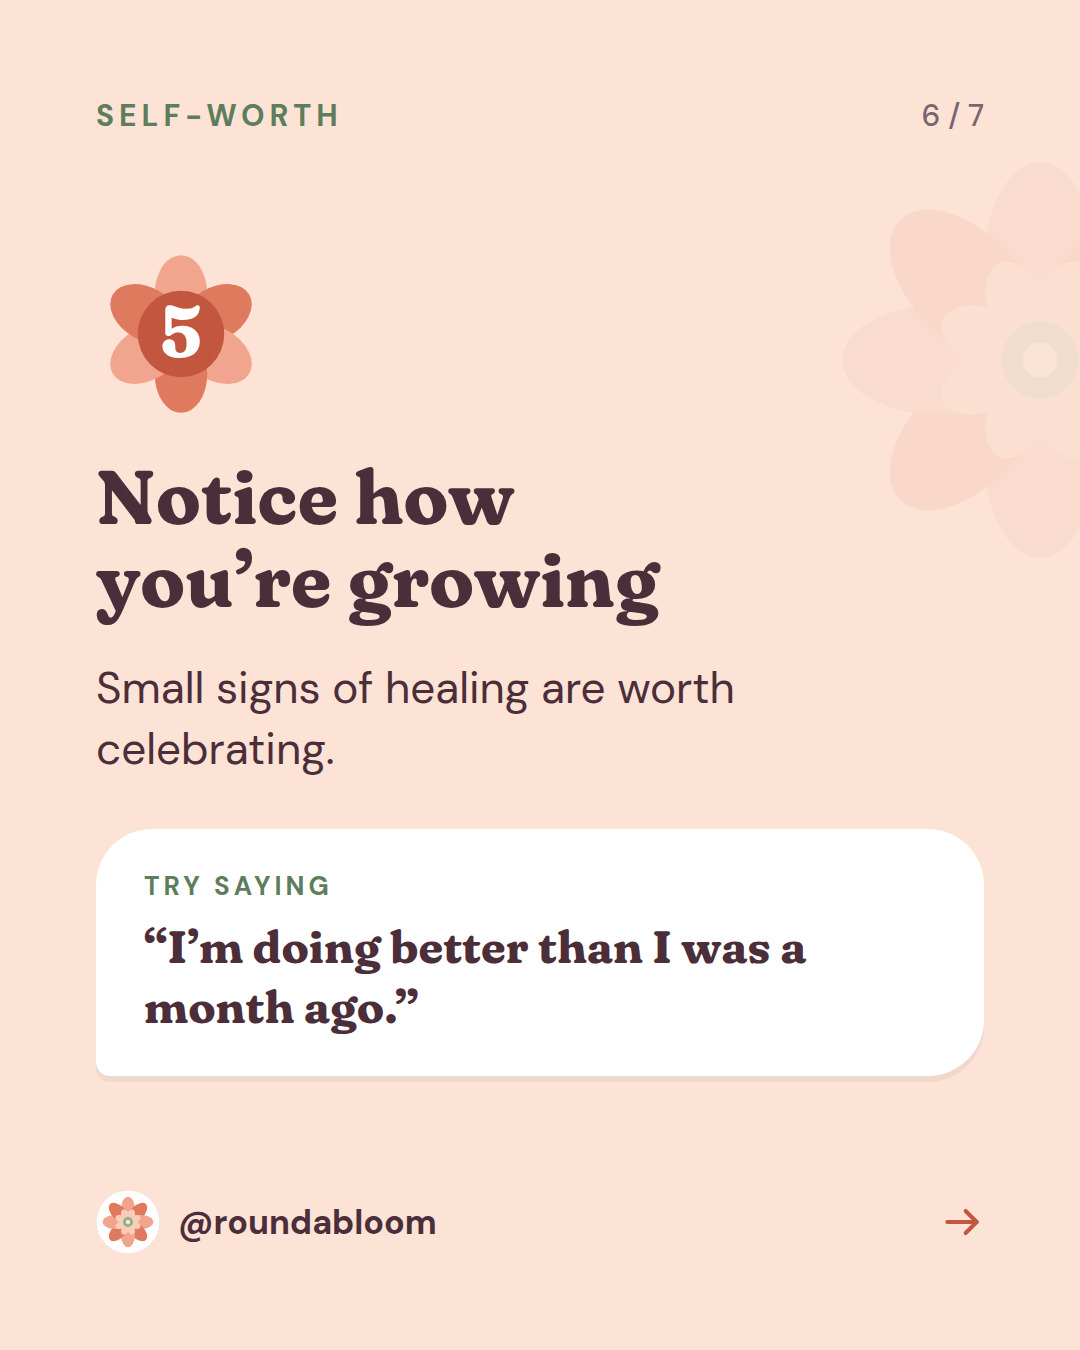 SELF-WORTH
6 / 7
5
Notice how
you’re growing
Small signs of healing are worth
celebrating.
TRY SAYING
“I’m doing better than I was a
month ago.”
@roundabloom